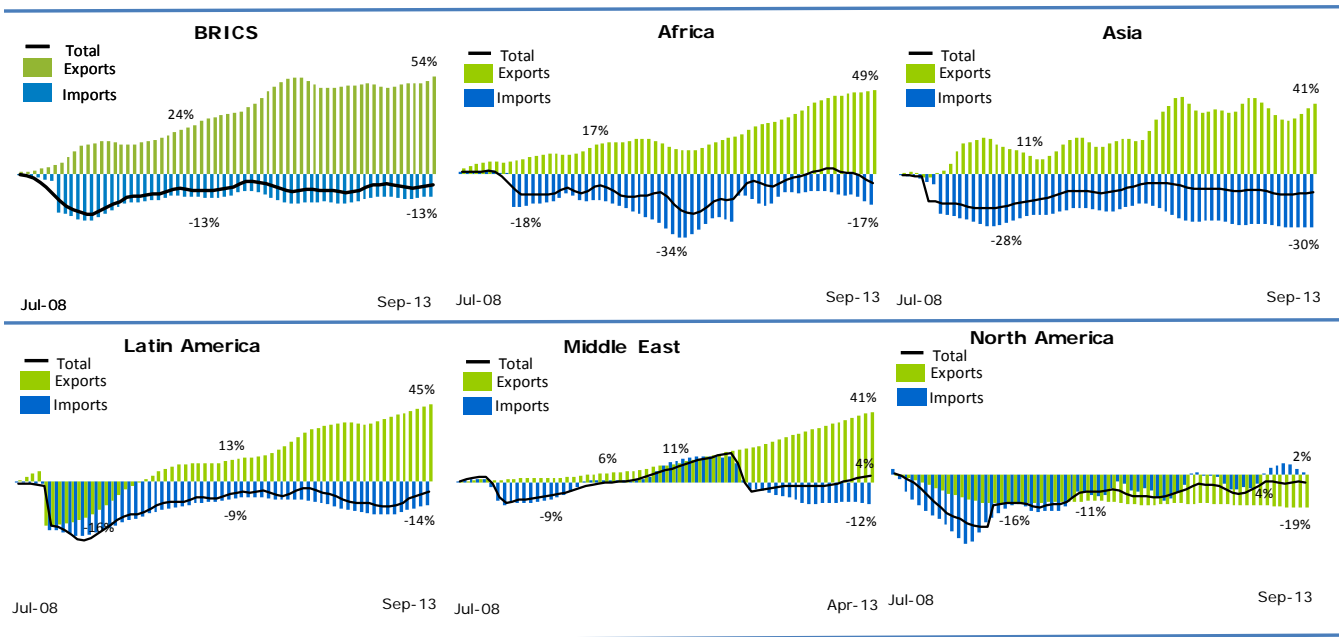 BRICS
Total
Exports
Imports
54%
24%
-13%
-13%
Jul-08
Sep-13
Africa
Total
Exports
Imports
49%
17%
-18%
-34%
-17%
Jul-08
Sep-13
Asia
Total
Exports
Imports
41%
11%
-28%
-30%
Jul-08
Sep-13
Latin America
Total
Exports
Imports
45%
13%
-16%
-9%
-14%
Jul-08
Sep-13
Middle East
Total
Exports
Imports
41%
11%
6%
4%
-9%
-12%
Jul-08
Apr-13
North America
Total
Exports
Imports
2%
4%
-11%
-16%
-19%
Jul-08
Sep-13